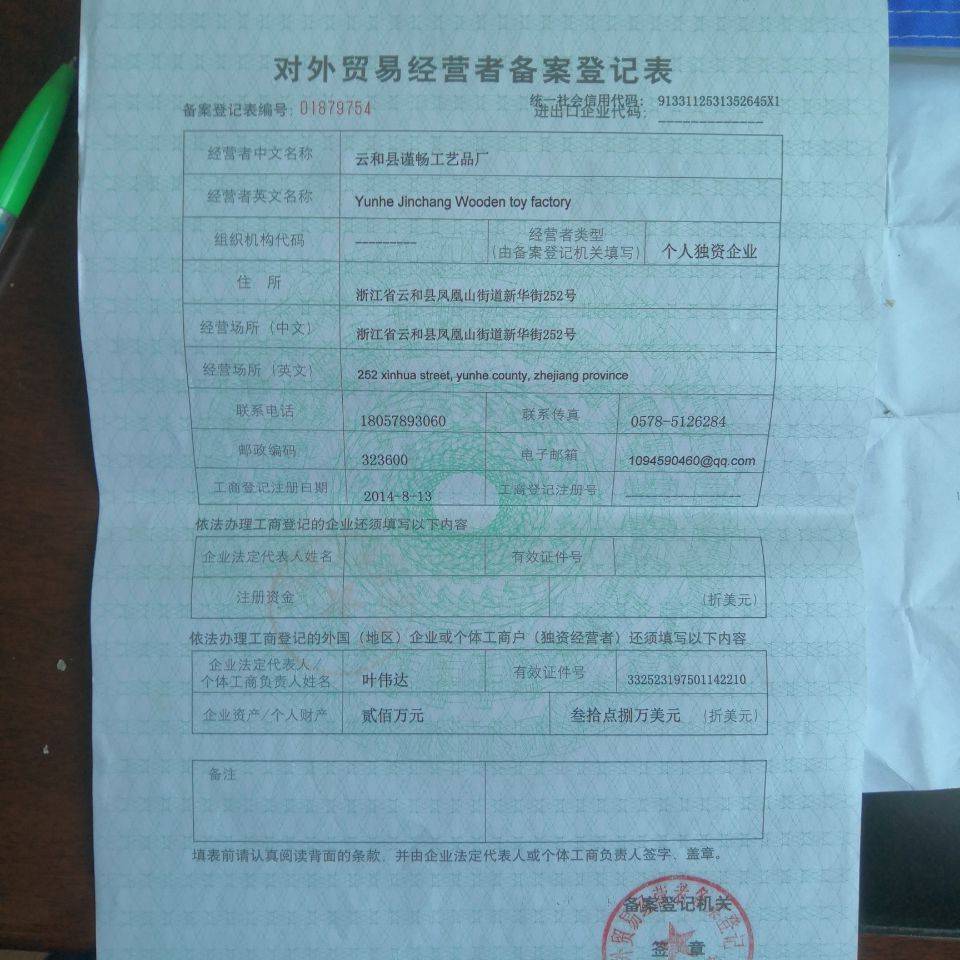 对外贸易经营者备案登记表
备案登记表编号: 01879754
统一社会信用代码: 9133112531352645X1
进出口企业代码: ---------------
经营者中文名称 云和县谨畅工艺品厂
经营者英文名称 Yunhe Jinchang Wooden toy factory
组织机构代码 --------- 经营者类型 (由备案登记机关填写) 个人独资企业
住 所 浙江省云和县凤凰山街道新华街252号
经营场所（中文） 浙江省云和县凤凰山街道新华街252号
经营场所（英文） 252 xinhua street, yunhe county, zhejiang province
联系电话 18057893060 联系传真 0578-5126284
邮政编码 323600 电子邮箱 1094590460@qq.com
工商登记注册日期 2014-8-13 工商登记注册号 ---------------
依法办理工商登记的企业还须填写以下内容
企业法定代表人姓名 有效证件号
注册资金 (折美元)
依法办理工商登记的外国（地区）企业或个体工商户（独资经营者）还须填写以下内容
企业法定代表人/
个体工商负责人姓名 叶伟达 有效证件号 332523197501142210
企业资产/个人财产 贰佰万元 叁拾点捌万美元 (折美元)
备注
填表前请认真阅读背面的条款，并由企业法定代表人或个体工商负责人签字、盖章。
备案登记机关
签 章